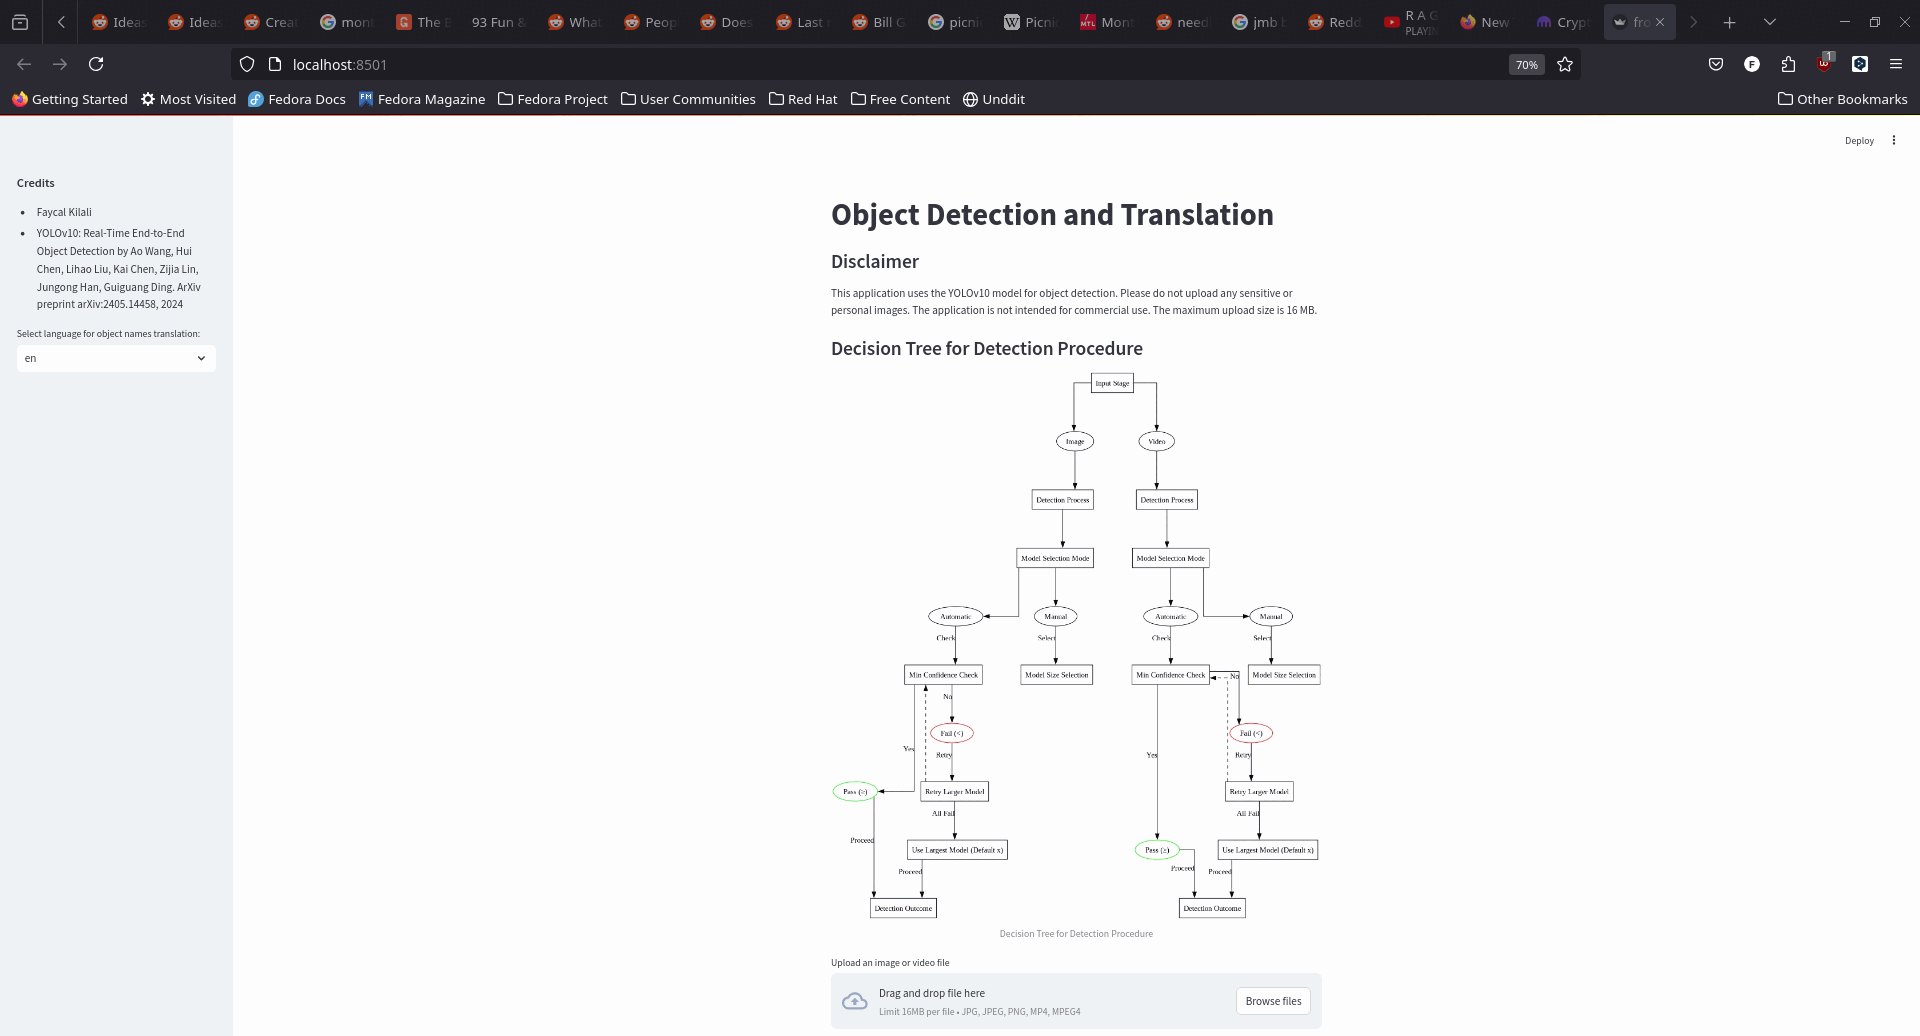 Ideas
Ideas
Creat
mont
The B
93 Fun &
What
Peop
Does
Last
Bill G
picni
Picni
Mont
need
jmb
Redd
R A G
PLAYIN
New
Crypt
fro
localhost:8501
70%
1
Getting Started
Most Visited
Fedora Docs
Fedora Magazine
Fedora Project
User Communities
Red Hat
Free Content
Unddit
Other Bookmarks
Deploy
Credits
Faycal Kilali
YOLOv10: Real-Time End-to-End
Object Detection by Ao Wang, Hui
Chen, Lihao Liu, Kai Chen, Zijia Lin,
Jungong Han, Guiguang Ding. ArXiv
preprint arXiv:2405.14458, 2024
Select language for object names translation:
en
Object Detection and Translation
Disclaimer
This application uses the YOLOv10 model for object detection. Please do not upload any sensitive or
personal images. The application is not intended for commercial use. The maximum upload size is 16 MB.
Decision Tree for Detection Procedure
Input Stage
Image
Video
Detection Process
Detection Process
Model Selection Mode
Model Selection Mode
Automatic
Manual
Automatic
Manual
Check
Select
Check
Select
Min Confidence Check
Model Size Selection
Min Confidence Check
No
Model Size Selection
No
Fail (<)
Fail (<)
Yes
Retry
Yes
Retry
Pass (≥)
Retry Larger Model
Retry Larger Model
All Fail
All Fail
Proceed
Use Largest Model (Default x)
Pass (≥)
Use Largest Model (Default x)
Proceed
Proceed
Proceed
Detection Outcome
Detection Outcome
Decision Tree for Detection Procedure
Upload an image or video file
Drag and drop file here
Limit 16MB per file • JPG, JPEG, PNG, MP4, MPEG4
Browse files